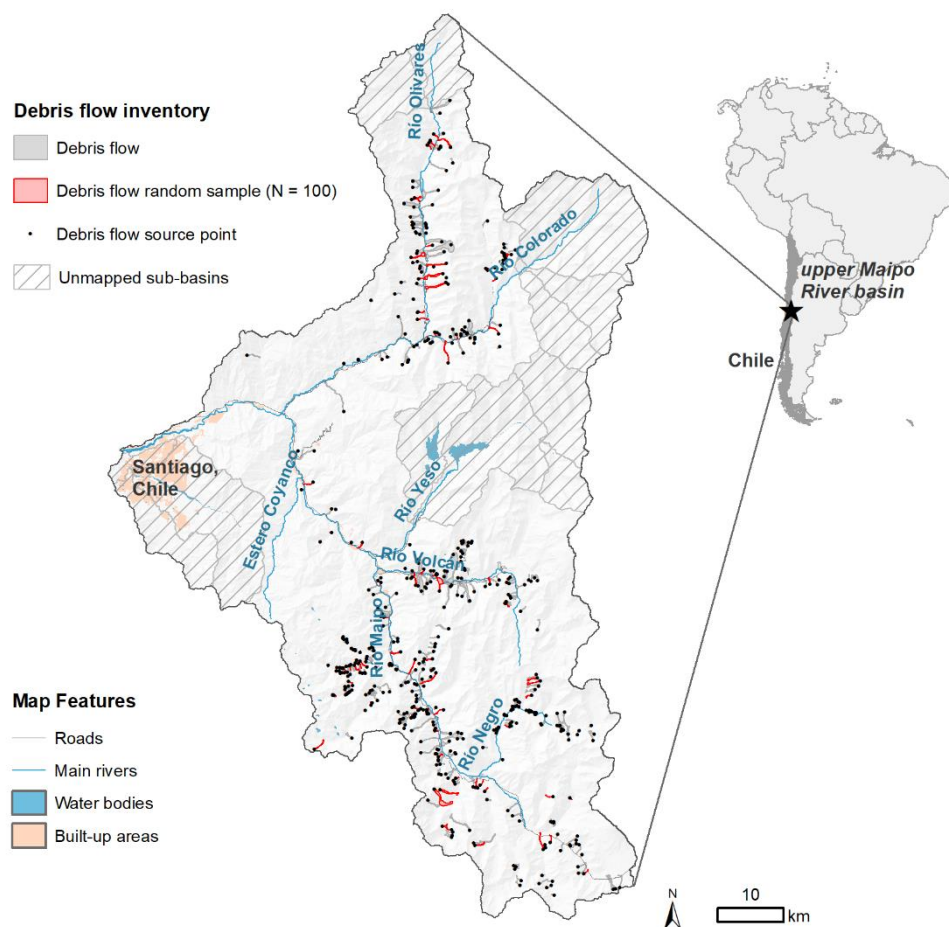 Debris flow inventory
Debris flow
Debris flow random sample (N = 100)
Debris flow source point
Unmapped sub-basins
Río Olivares
Río Colorado
upper Maipo
River basin
Chile
Santiago,
Chile
Estero Coyanco
Río Yeso
Río Volcán
Río Maipo
Río Negro
Map Features
Roads
Main rivers
Water bodies
Built-up areas
N
10
km